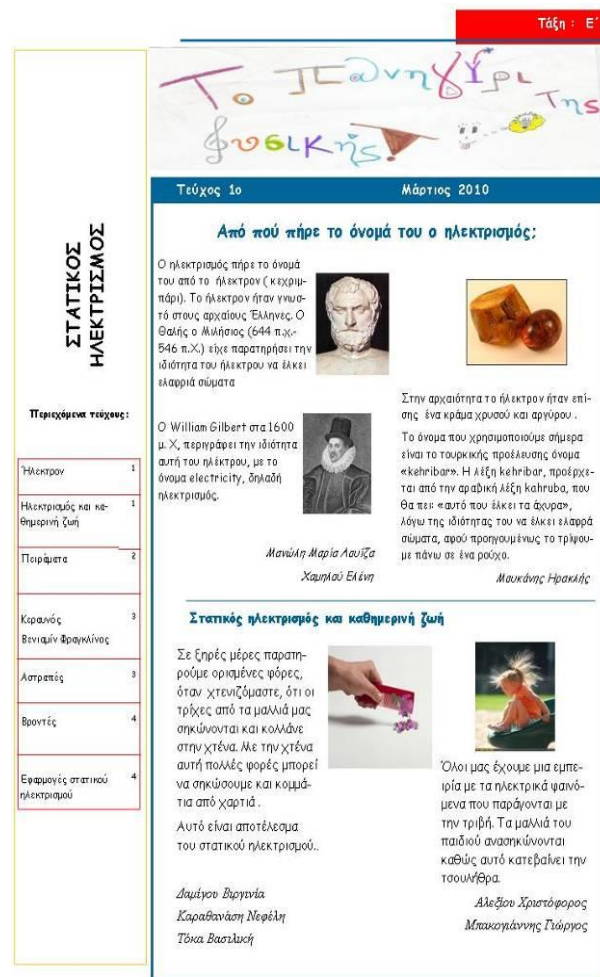 Τάξη : Ε΄
Το πανηγύρι της
φυσικής
Τεύχος 1ο Μάρτιος 2010
ΣΤΑΤΙΚΟΣ
ΗΛΕΚΤΡΙΣΜΟΣ
Περιεχόμενα τεύχους:
Ήλεκτρον 1
Ηλεκτρισμός και κα-
θημερινή ζωή 1
Πειράματα 2
Κεραυνός 3
Βενιαμίν Φραγκλίνος
Αστραπές 3
Βροντές 4
Εφαρμογές στατικού 4
ηλεκτρισμού
Από πού πήρε το όνομά του ο ηλεκτρισμός;
Ο ηλεκτρισμός πήρε το όνομά
του από το ήλεκτρον ( κεχριμ-
πάρι). Το ήλεκτρον ήταν γνωσ-
τό στους αρχαίους Έλληνες. Ο
Θαλής ο Μιλήσιος (644 π.χ.-
546 π.Χ.) είχε παρατηρήσει την
ιδιότητα του ήλεκτρου να έλκει
ελαφριά σώματα
Ο William Gilbert στα 1600
μ. Χ, περιγράφει την ιδιότητα
αυτή του ηλέκτρου, με το
όνομα electricity, δηλαδή
ηλεκτρισμός.
Μανώλη Μαρία Λουΐζα
Χαμηλού Ελένη
Στην αρχαιότητα το ήλεκτρον ήταν επί-
σης ένα κράμα χρυσού και αργύρου .
Το όνομα που χρησιμοποιούμε σήμερα
είναι το τουρκικής προέλευσης όνομα
«kehribar». Η λέξη kehribar, προέρχε-
ται από την αραβική λέξη kahruba, που
θα πει: «αυτό που έλκει τα άχυρα»,
λόγω της ιδιότητας του να έλκει ελαφρά
σώματα, αφού προηγουμένως το τρίψου-
με πάνω σε ένα ρούχο.
Μαυκάνης Ηρακλής
Στατικός ηλεκτρισμός και καθημερινή ζωή
Σε ξηρές μέρες παρατη-
ρούμε ορισμένες φόρες,
όταν χτενιζόμαστε, ότι οι
τρίχες από τα μαλλιά μας
σηκώνονται και κολλάνε
στην χτένα. Με την χτένα
αυτή πολλές φορές μπορεί
να σηκώσουμε και κομμά-
τια από χαρτιά .
Αυτό είναι αποτέλεσμα
του στατικού ηλεκτρισμού..
Δαμίγου Βιργινία
Καραθανάση Νεφέλη
Τόκα Βασιλική
Όλοι μας έχουμε μια εμπε-
ιρία με τα ηλεκτρικά φαινό-
μενα που παράγονται με
την τριβή. Τα μαλλιά του
παιδιού ανασηκώνονται
καθώς αυτό κατεβαίνει την
τσουλήθρα.
Αλεξίου Χριστόφορος
Μπακογιάννης Γιώργος